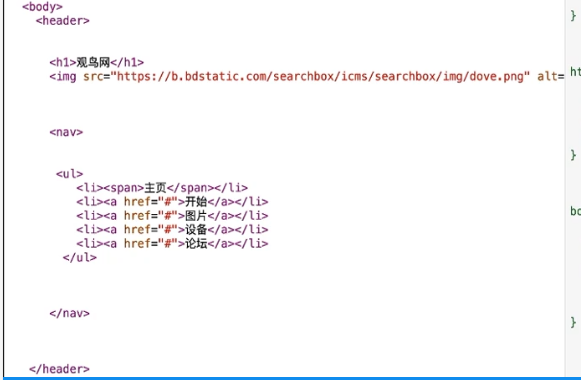 <body>
<header>
<h1>观鸟网</h1>
<img src="https://b.bdstatic.com/searchbox/icms/searchbox/img/dove.png" alt=
<nav>
<ul>
<li><span>主页</span></li>
<li><a href="#">开始</a></li>
<li><a href="#">图片</a></li>
<li><a href="#">设备</a></li>
<li><a href="#">论坛</a></li>
</ul>
</nav>
</header>
}
ht
}
bo
}